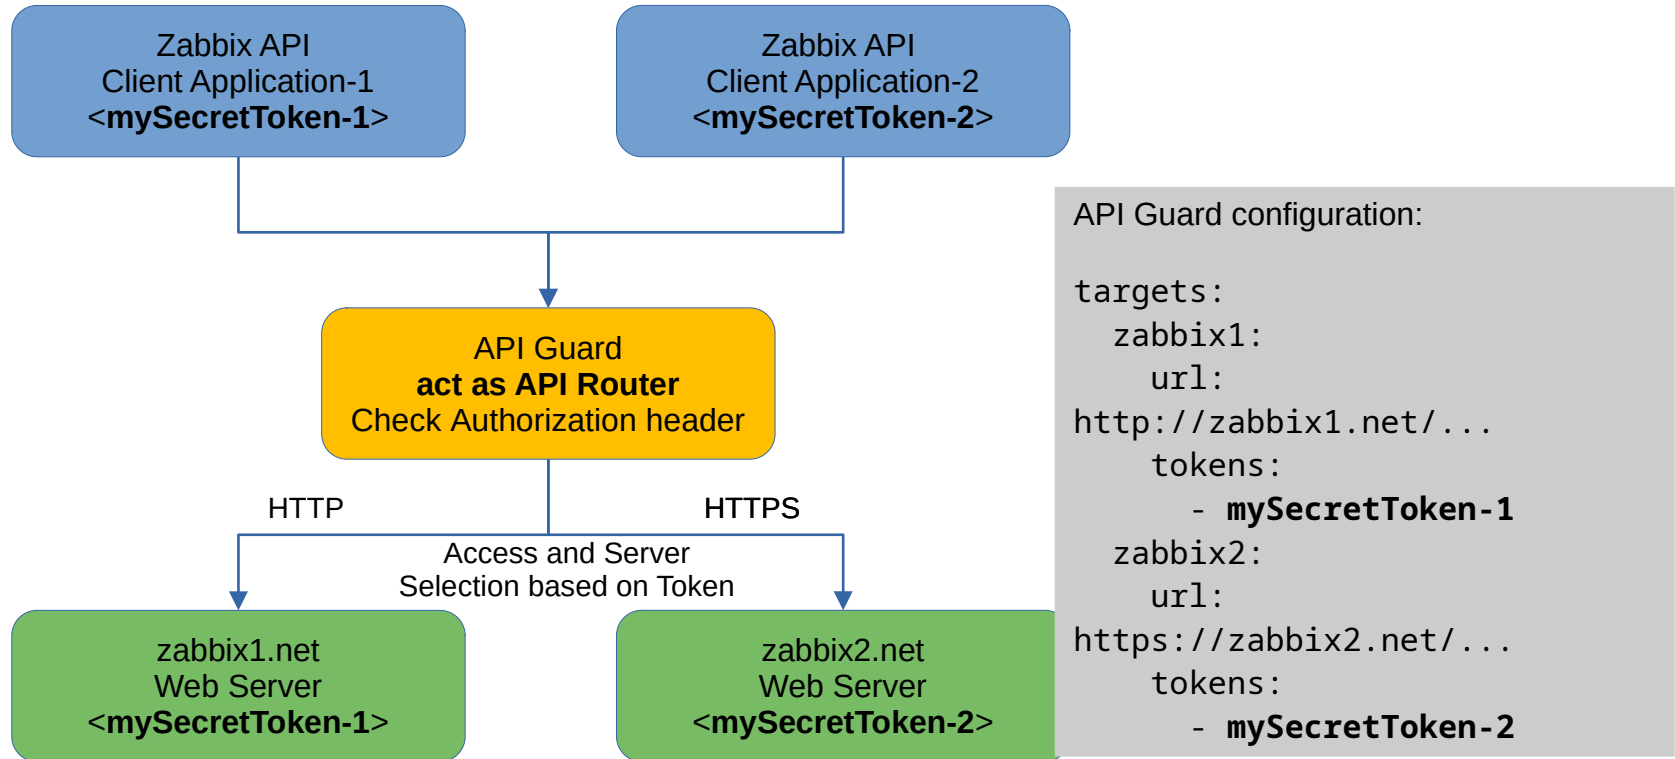 Zabbix API
Client Application-1
<mySecretToken-1>
Zabbix API
Client Application-2
<mySecretToken-2>
API Guard
act as API Router
Check Authorization header
HTTP
HTTPS
Access and Server
Selection based on Token
zabbix1.net
Web Server
<mySecretToken-1>
zabbix2.net
Web Server
<mySecretToken-2>
API Guard configuration:
targets:
  zabbix1:
    url:
http://zabbix1.net/...
    tokens:
      - mySecretToken-1
  zabbix2:
    url:
https://zabbix2.net/...
    tokens:
      - mySecretToken-2